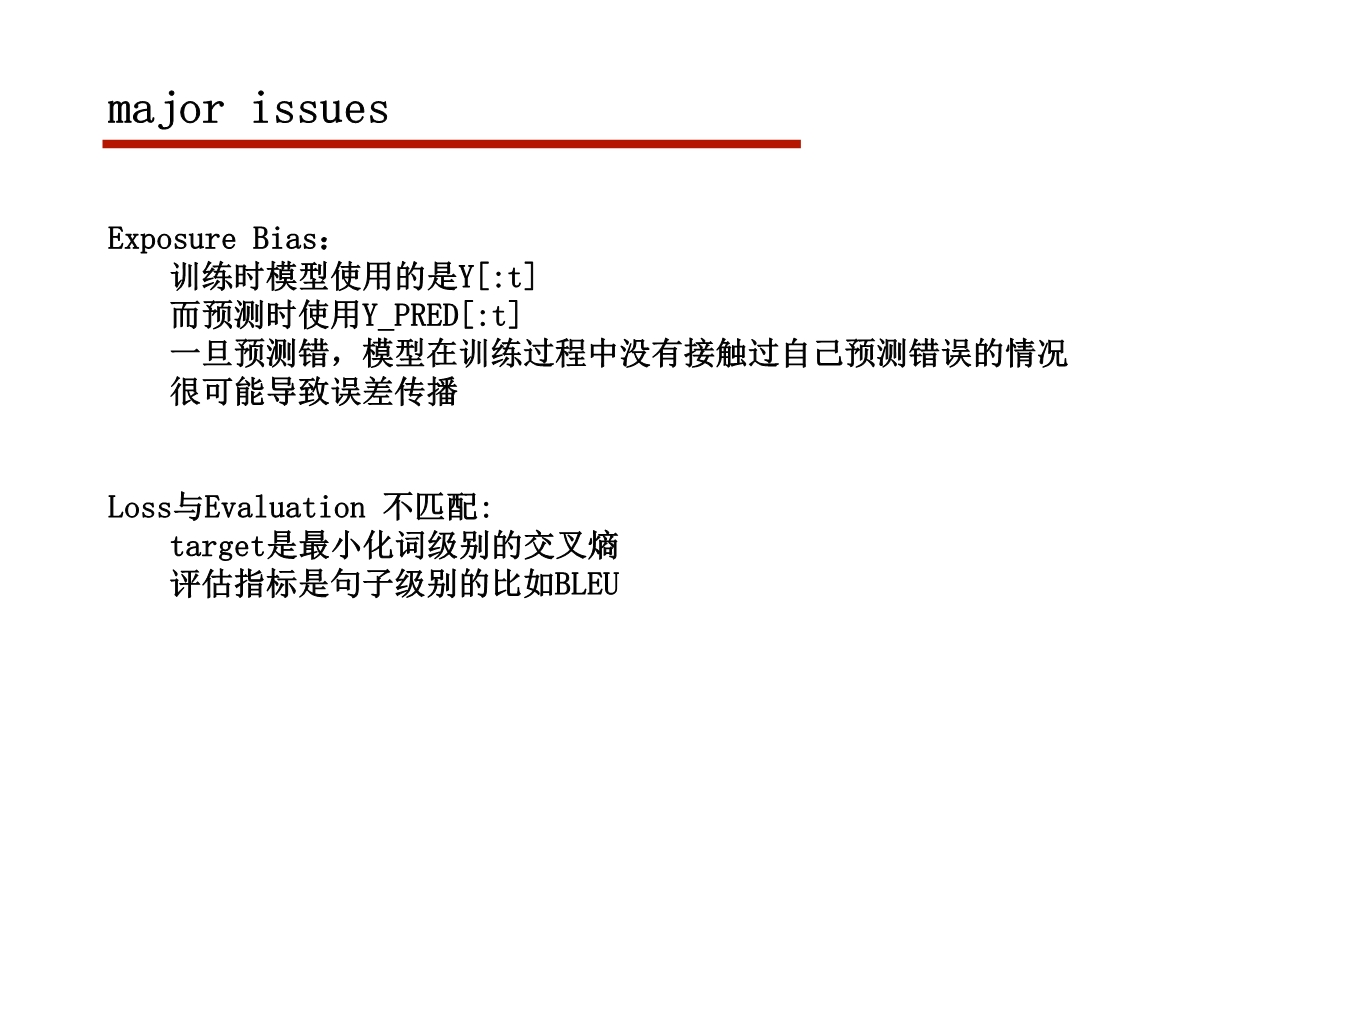 major issues
Exposure Bias：
训练时模型使用的是Y[:t]
而预测时使用Y_PRED[:t]
一旦预测错，模型在训练过程中没有接触过自己预测错误的情况
很可能导致误差传播
Loss与Evaluation 不匹配:
target是最小化词级别的交叉熵
评估指标是句子级别的比如BLEU